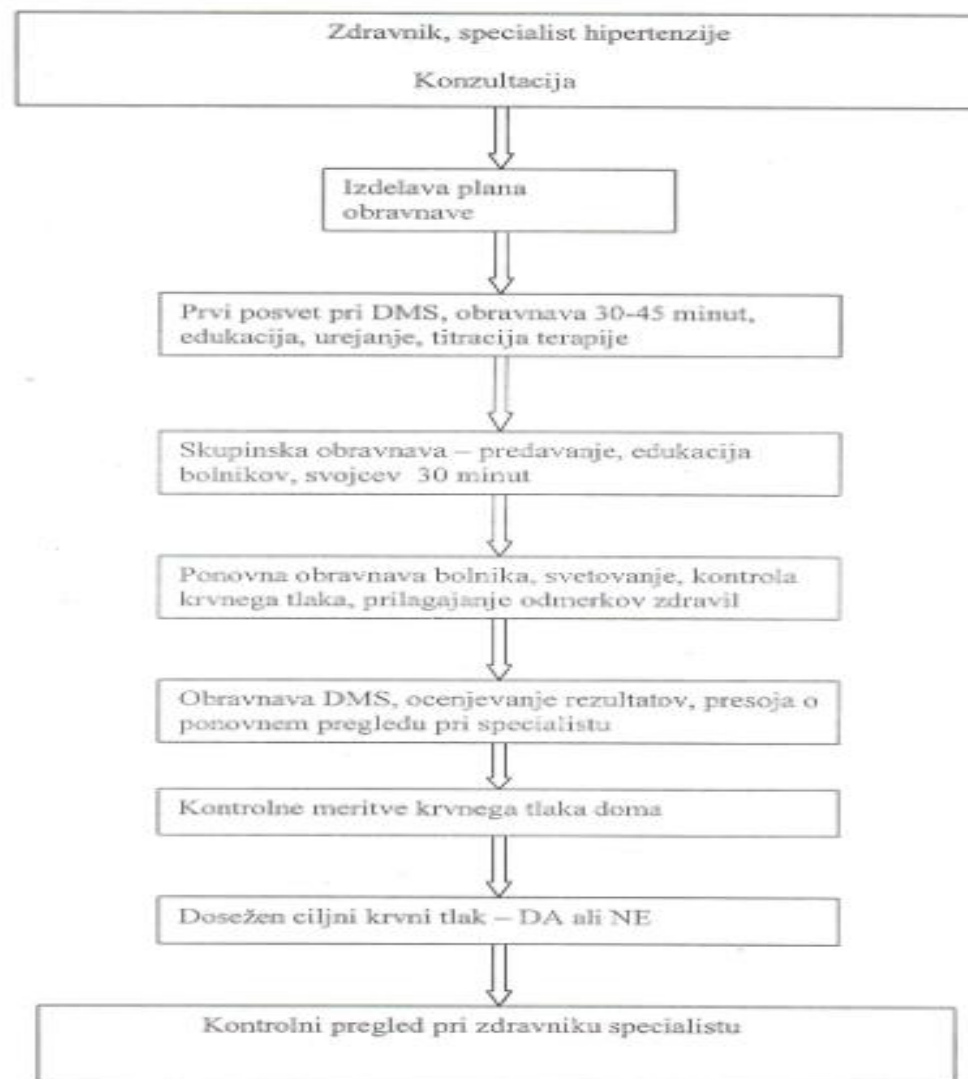 Zdravnik, specialist hipertenzije
Konzultacija
Izdelava plana
obravnave
Prvi posvet pri DMS, obravnava 30-45 minut,
edukacija, urejanje, titracija terapije
Skupinska obravnava – predavanje, edukacija
bolnikov, svojcev 30 minut
Ponovna obravnava bolnika, svetovanje, kontrola
krvnega tlaka, prilagajanje odmerkov zdravil
Obravnava DMS, ocenjevanje rezultatov, presoja o
ponovnem pregledu pri specialistu
Kontrolne meritve krvnega tlaka doma
Dosežen ciljni krvni tlak – DA ali NE
Kontrolni pregled pri zdravniku specialistu